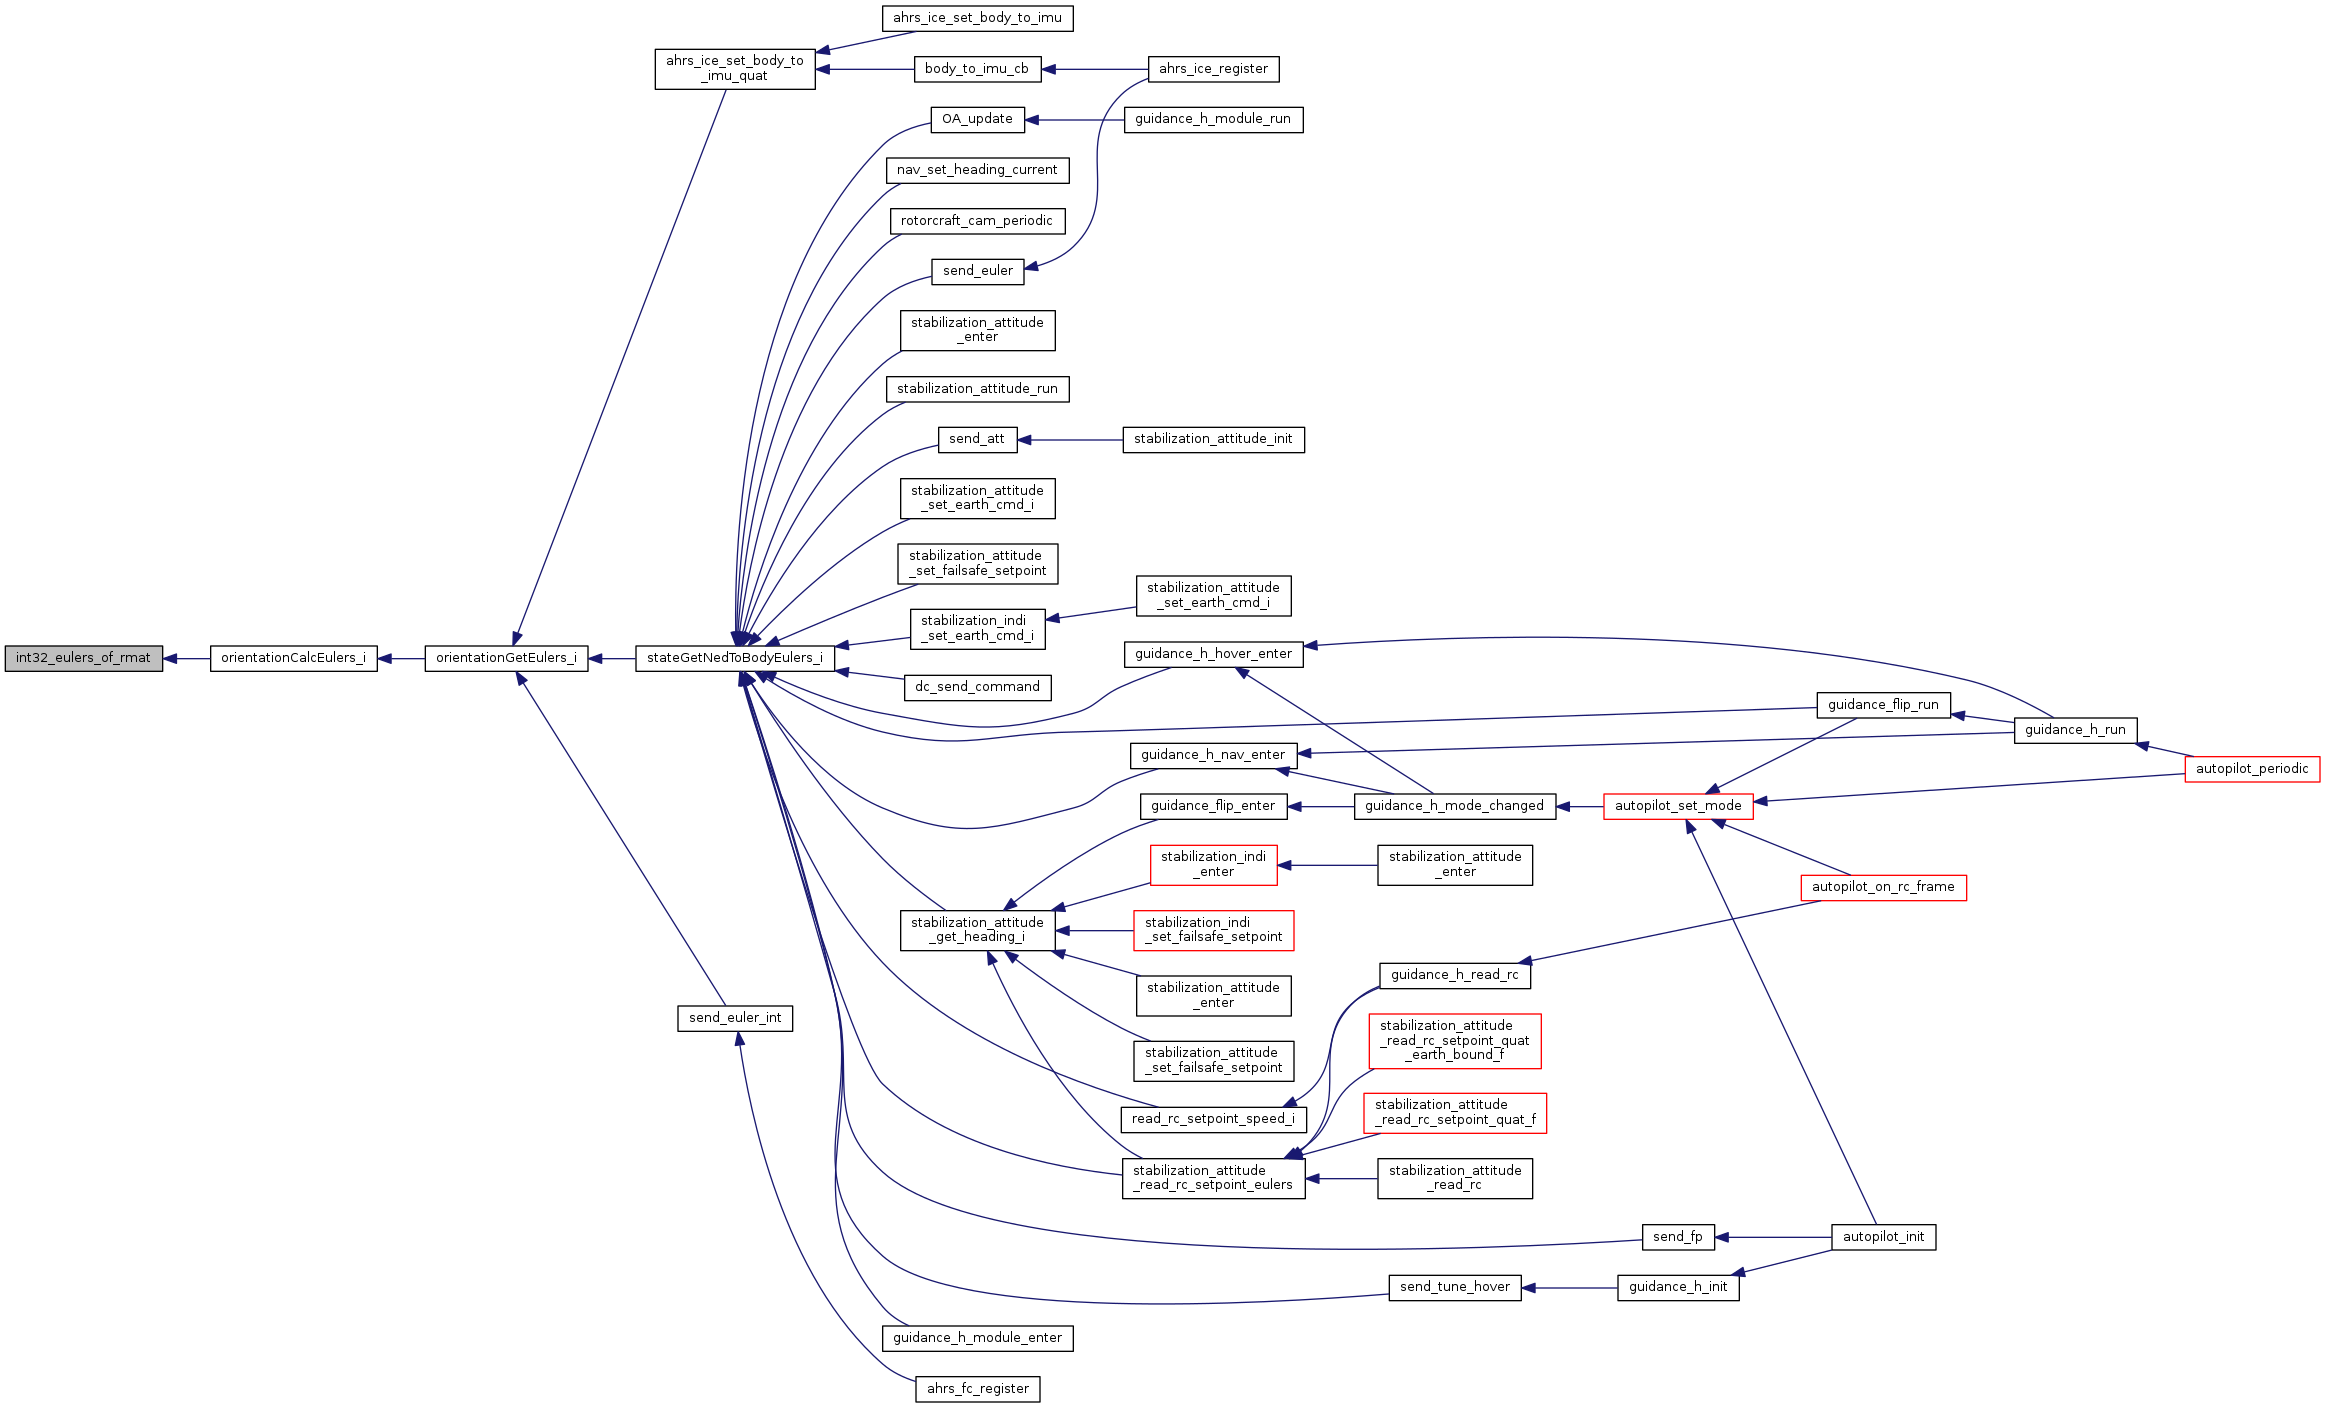 ahrs_ice_set_body_to_imu
ahrs_ice_set_body_to
_imu_quat
body_to_imu_cb
ahrs_ice_register
OA_update
guidance_h_module_run
nav_set_heading_current
rotorcraft_cam_periodic
send_euler
stabilization_attitude
_enter
stabilization_attitude_run
send_att
stabilization_attitude_init
stabilization_attitude
_set_earth_cmd_i
stabilization_attitude
_set_failsafe_setpoint
stabilization_attitude
_set_earth_cmd_i
stabilization_indi
_set_earth_cmd_i
int32_eulers_of_rmat
orientationCalcEulers_i
orientationGetEulers_i
stateGetNedToBodyEulers_i
guidance_h_hover_enter
dc_send_command
guidance_flip_run
guidance_h_run
guidance_h_nav_enter
autopilot_periodic
guidance_flip_enter
guidance_h_mode_changed
autopilot_set_mode
stabilization_indi
_enter
stabilization_attitude
_enter
autopilot_on_rc_frame
stabilization_attitude
_get_heading_i
stabilization_indi
_set_failsafe_setpoint
guidance_h_read_rc
stabilization_attitude
_enter
send_euler_int
stabilization_attitude
_read_rc_setpoint_quat
_earth_bound_f
stabilization_attitude
_set_failsafe_setpoint
read_rc_setpoint_speed_i
stabilization_attitude
_read_rc_setpoint_quat_f
stabilization_attitude
_read_rc_setpoint_eulers
stabilization_attitude
_read_rc
send_fp
autopilot_init
send_tune_hover
guidance_h_init
guidance_h_module_enter
ahrs_fc_register